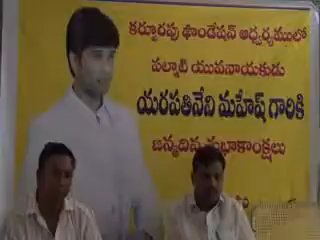 కర్పూరపు ఫౌండేషన్ ఆధ్వర్యములో
పల్నాటి యువనాయకుడు
యరపతినేని మహేష్ గారికి
జన్మదిన శుభాకాంక్షలు